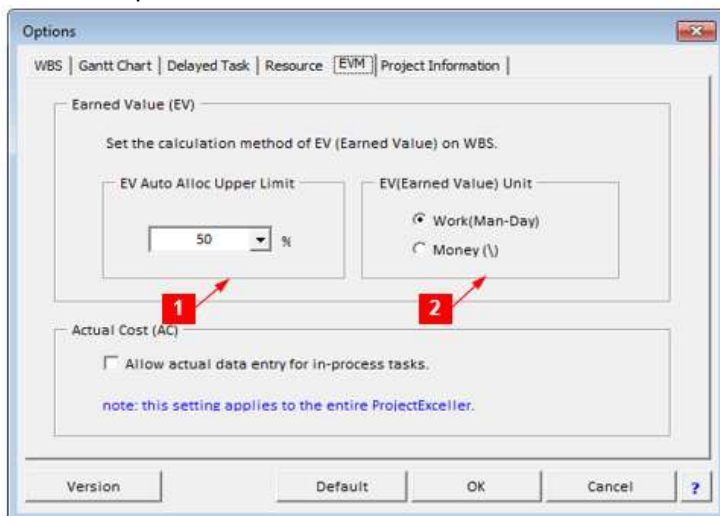 Options
WBS Gantt Chart Delayed Task Resource EVM Project Information
Earned Value (EV)
Set the calculation method of EV (Earned Value) on WBS.
EV Auto Alloc Upper Limit
EV(Earned Value) Unit
50 %
Work(Man-Day)
Money (\)
1
2
Actual Cost (AC)
Allow actual data entry for in-process tasks.
note: this setting applies to the entire ProjectExceller.
Version Default OK Cancel ?